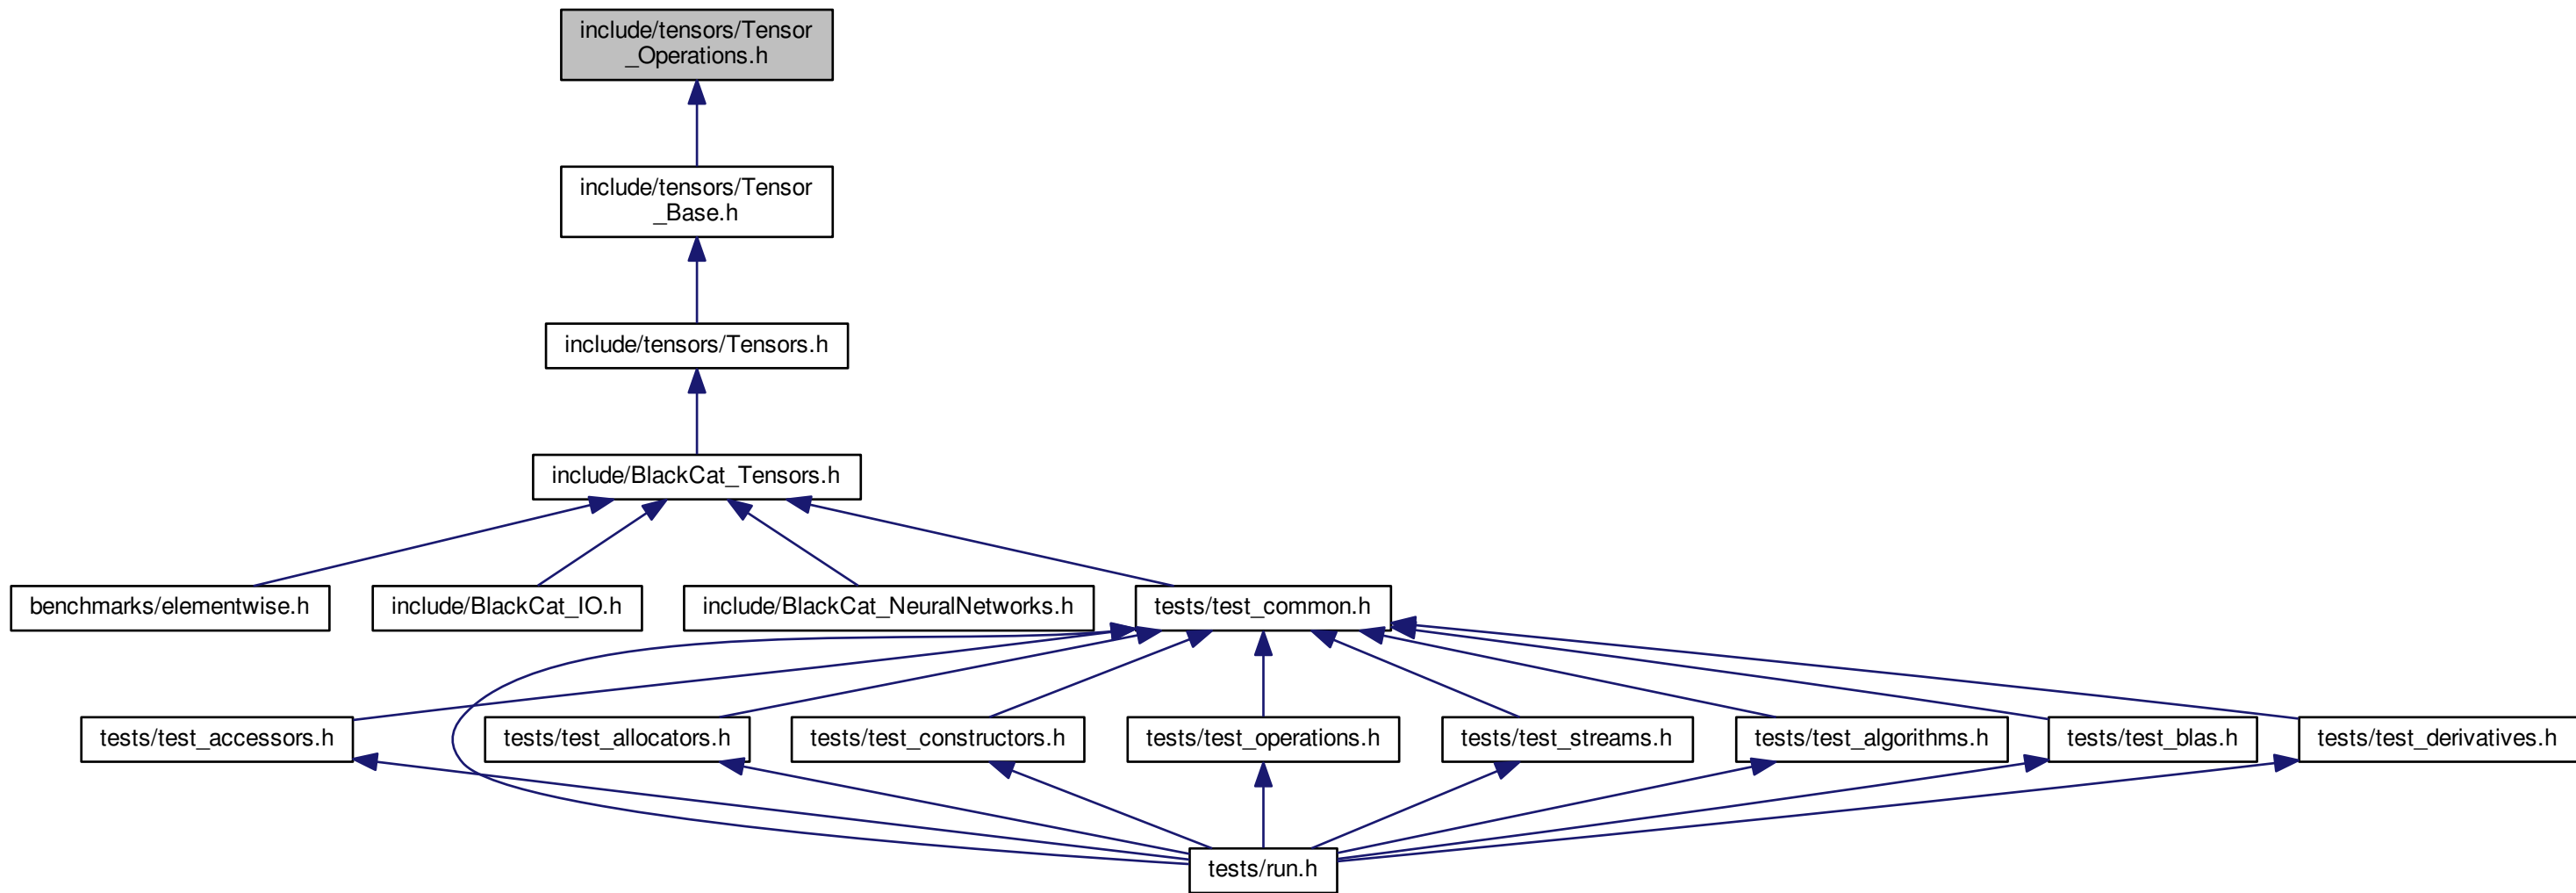 include/tensors/Tensor
_Operations.h
include/tensors/Tensor
_Base.h
include/tensors/Tensors.h
include/BlackCat_Tensors.h
benchmarks/elementwise.h
include/BlackCat_IO.h
include/BlackCat_NeuralNetworks.h
tests/test_common.h
tests/test_accessors.h
tests/test_allocators.h
tests/test_constructors.h
tests/test_operations.h
tests/test_streams.h
tests/test_algorithms.h
tests/test_blas.h
tests/test_derivatives.h
tests/run.h